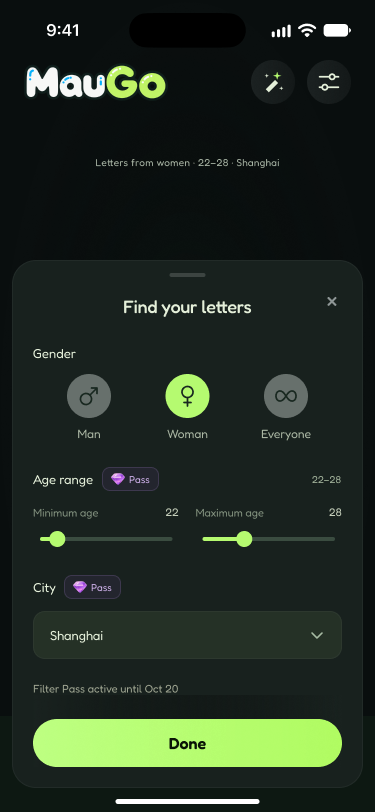 9:41
MauGo
Letters from women · 22–28 · Shanghai
Find your letters
Gender
Man
Woman
Everyone
Age range
Pass
22–28
Minimum age
22
Maximum age
28
City
Pass
Shanghai
Filter Pass active until Oct 20
Done